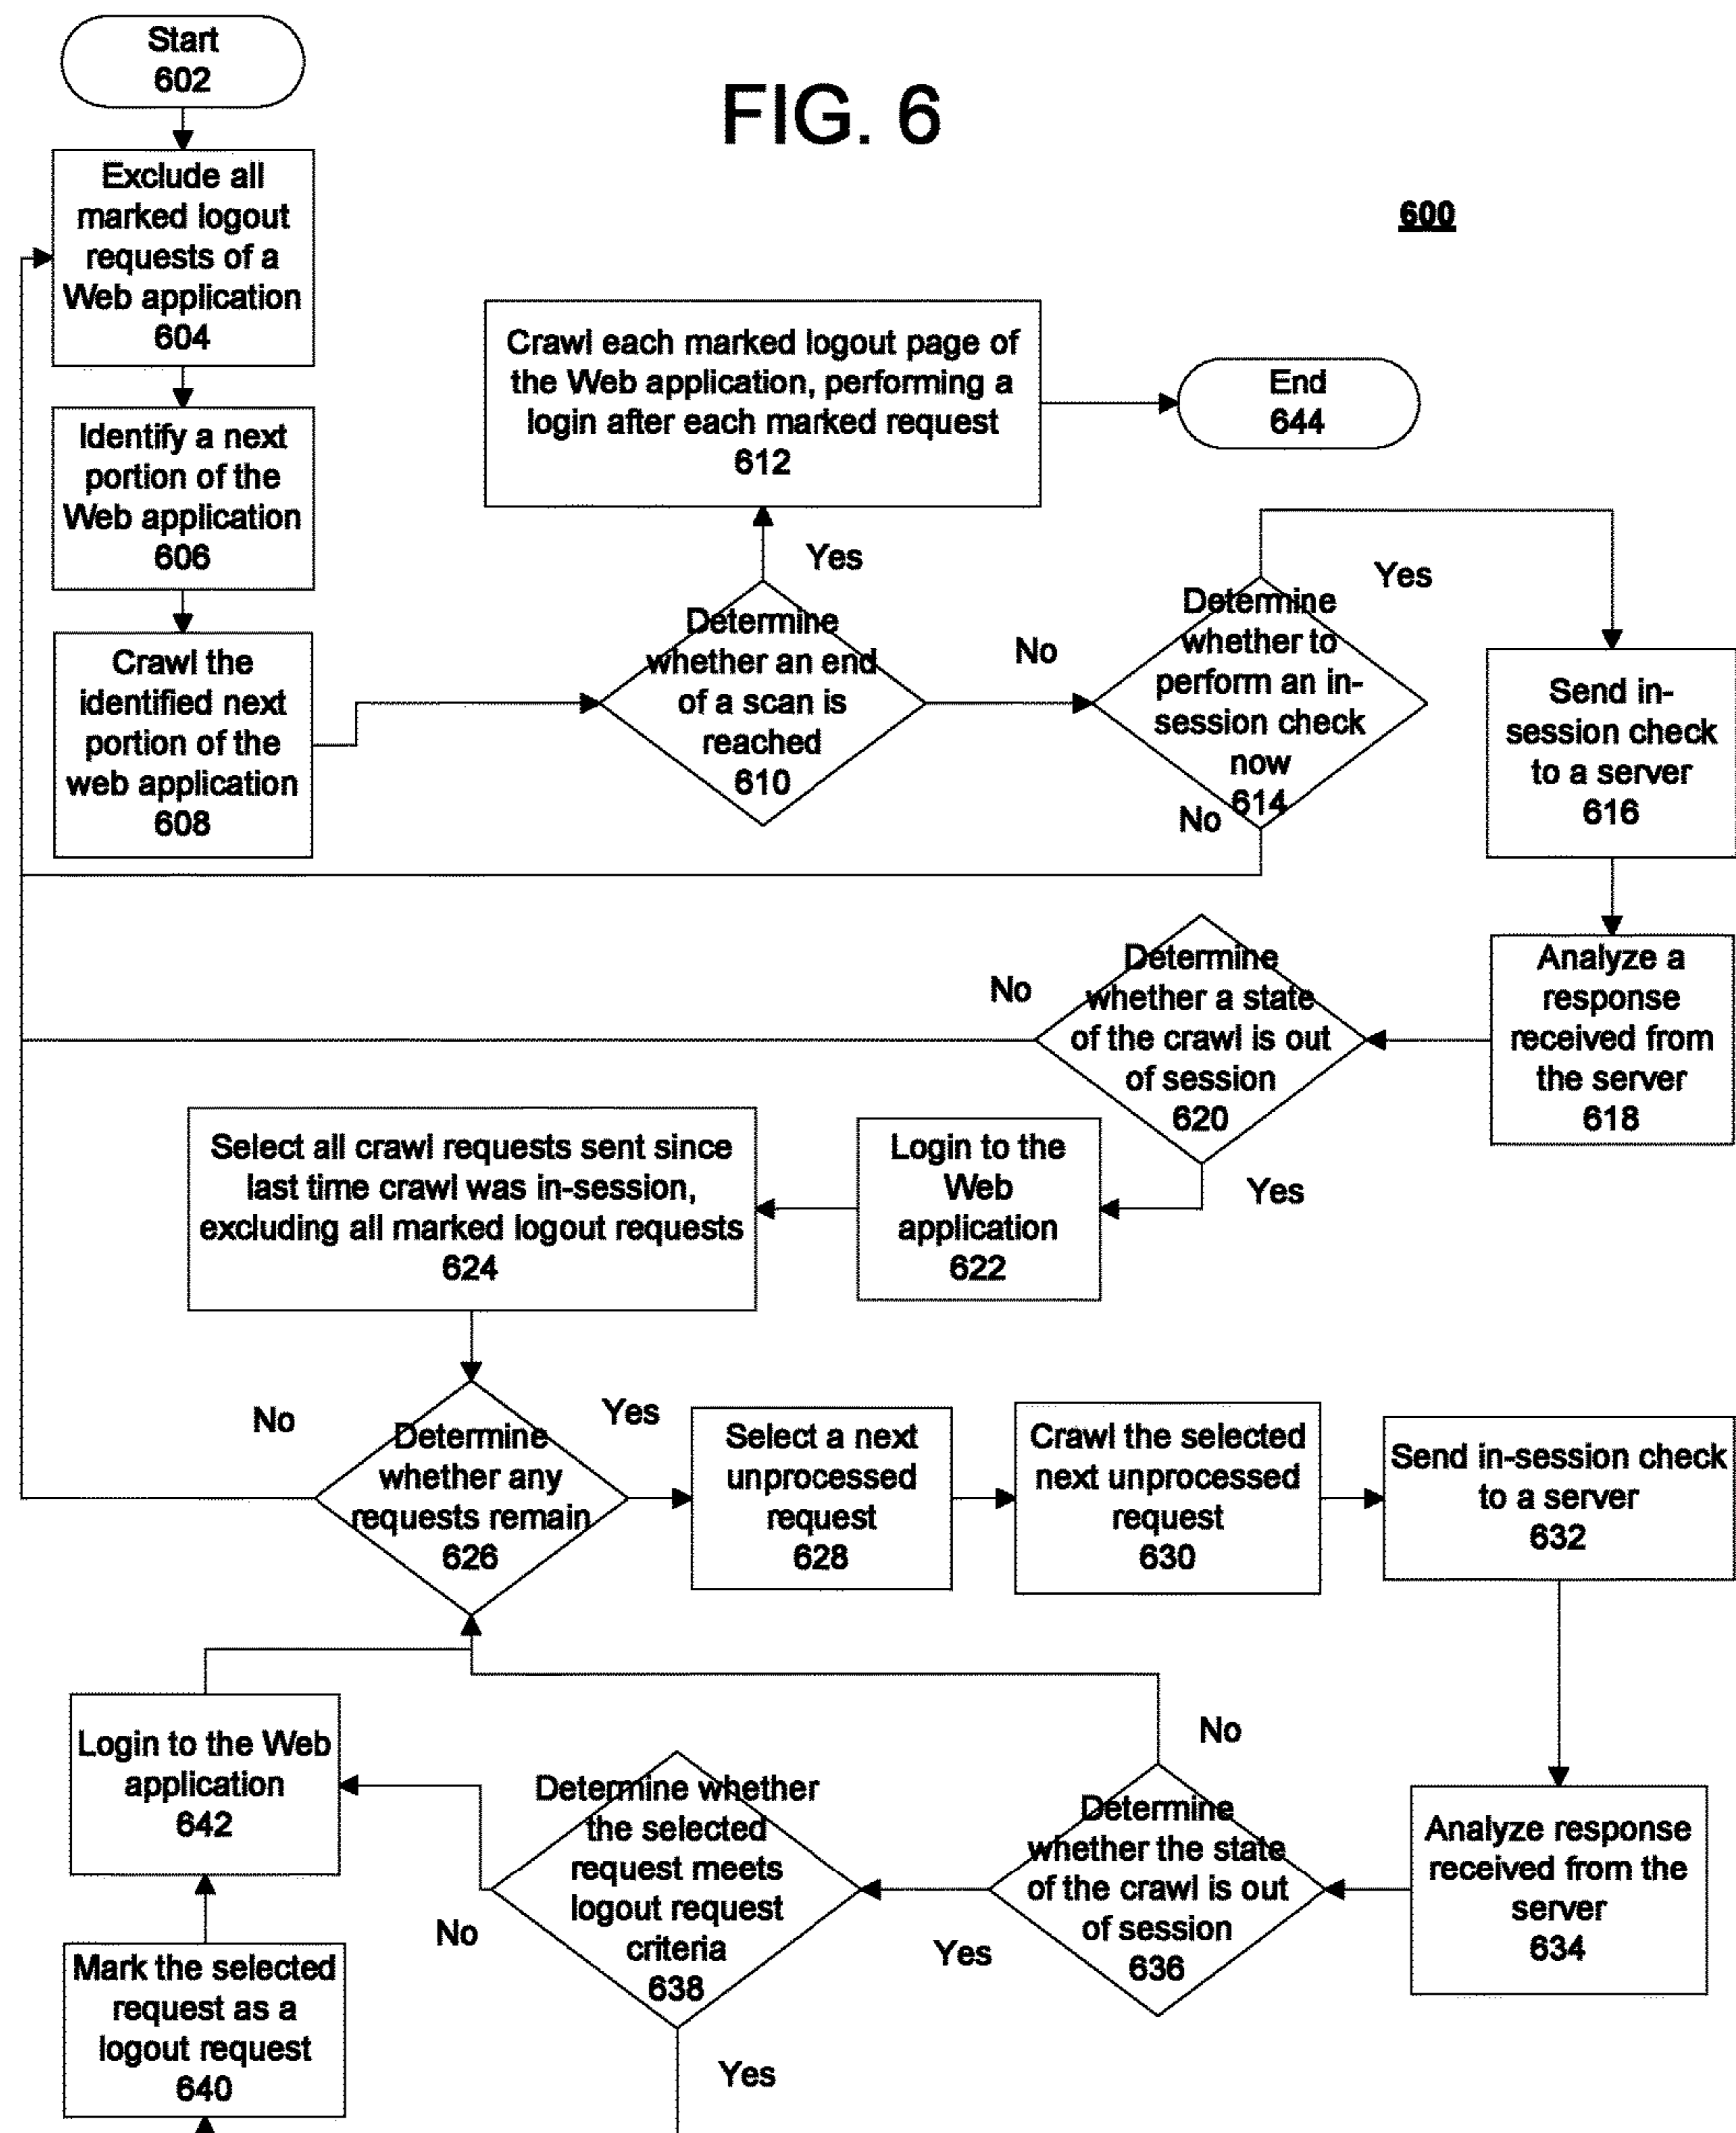 Start
602
FIG. 6
600
Exclude all
marked logout
requests of a
Web application
604
Identify a next
portion of the
Web application
606
Crawl the
identified next
portion of the
web application
608
Crawl each marked logout page of
the Web application, performing a
login after each marked request
612
End
644
Yes
Determine
whether an end
of a scan is
reached
610
No
Determine
whether to
perform an in-
session check
now
614
Yes
No
Send in-
session check
to a server
616
Analyze a
response
received from
the server
618
Determine
whether a state
of the crawl is out
of session
620
No
Yes
Login to the
Web
application
622
Select all crawl requests sent since
last time crawl was in-session,
excluding all marked logout requests
624
No
Determine
whether any
requests remain
626
Yes
Select a next
unprocessed
request
628
Crawl the selected
next unprocessed
request
630
Send in-session check
to a server
632
Analyze response
received from the
server
634
No
Determine
whether the state
of the crawl is out
of session
636
Yes
Determine whether
the selected
request meets
logout request
criteria
638
No
Yes
Login to the Web
application
642
Mark the selected
request as a
logout request
640